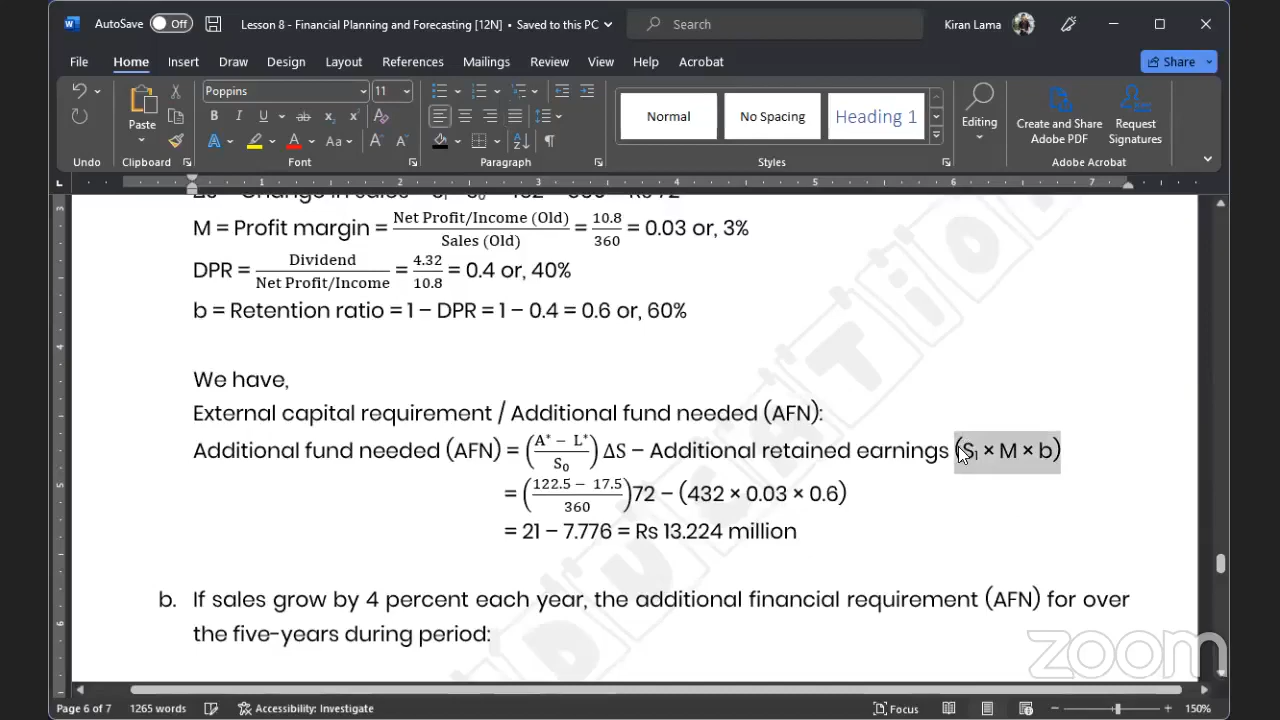 AutoSave Off Lesson 8 - Financial Planning and Forecasting [12N] • Saved to this PC Search Kiran Lama
File Home Insert Draw Design Layout References Mailings Review View Help Acrobat Share
Poppins 11
Paste Normal No Spacing Heading 1 Editing Create and Share Adobe PDF Request Signatures
Undo Clipboard Font Paragraph Styles Adobe Acrobat
1 2 3 4 5 6 7
M = Profit margin = Net Profit/Income (Old) / Sales (Old) = 10.8 / 360 = 0.03 or, 3%
DPR = Dividend / Net Profit/Income = 4.32 / 10.8 = 0.4 or, 40%
b = Retention ratio = 1 – DPR = 1 – 0.4 = 0.6 or, 60%
We have,
External capital requirement / Additional fund needed (AFN):
Additional fund needed (AFN) = (A* – L* / S₀) ΔS – Additional retained earnings (S₁ × M × b)
= (122.5 – 17.5 / 360)72 – (432 × 0.03 × 0.6)
= 21 – 7.776 = Rs 13.224 million
b. If sales grow by 4 percent each year, the additional financial requirement (AFN) for over
the five-years during period:
zoom
Page 6 of 7 1265 words Accessibility: Investigate Focus 150%